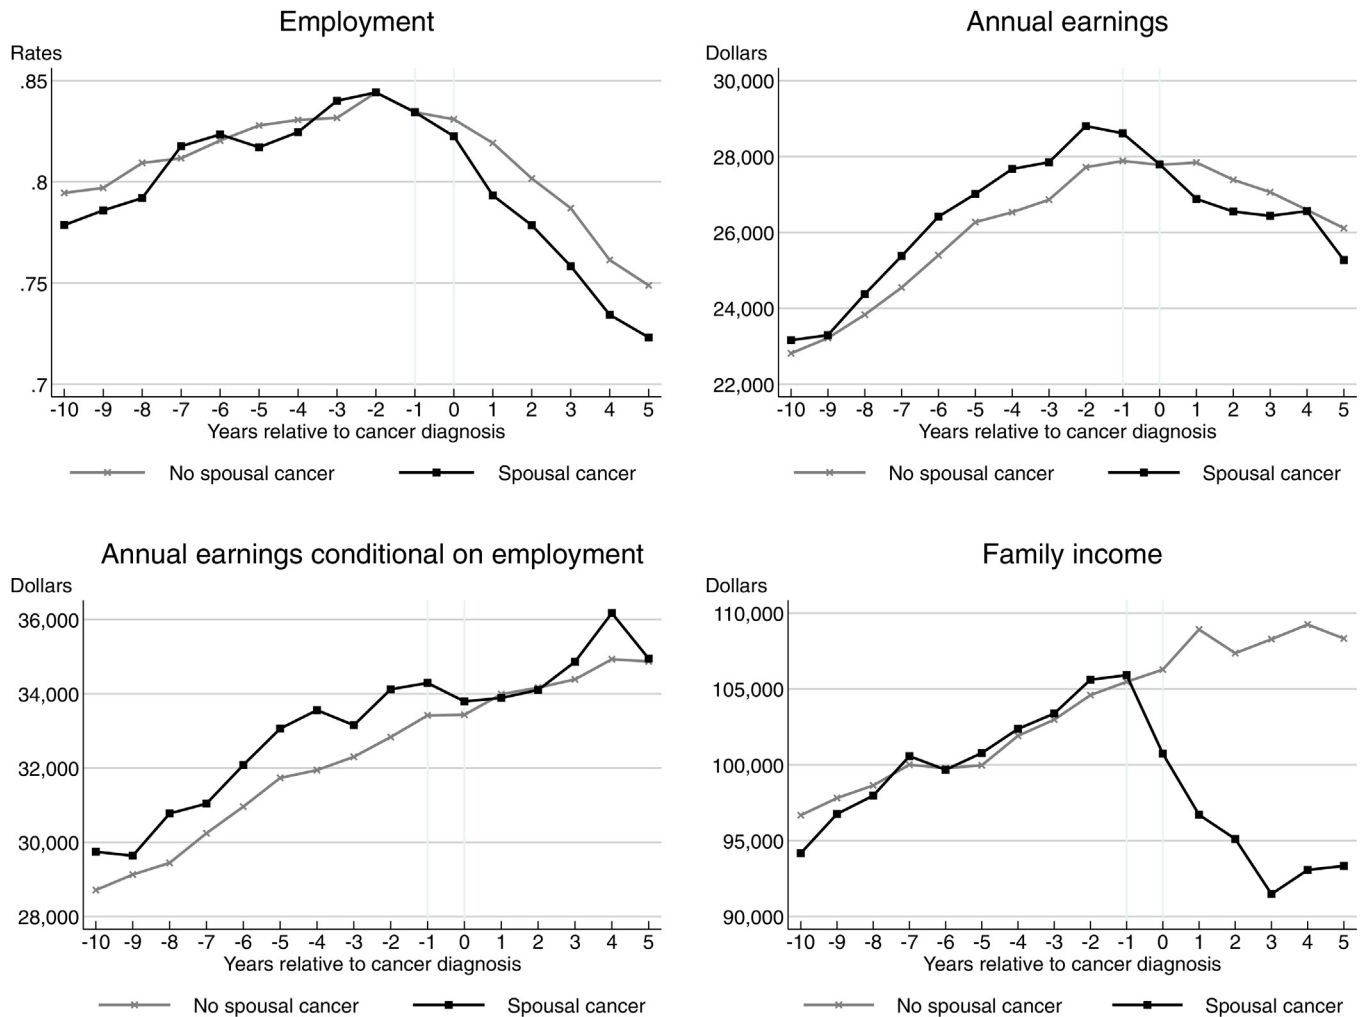 Employment
Rates
.85
.8
.75
.7
-10 -9 -8 -7 -6 -5 -4 -3 -2 -1 0 1 2 3 4 5
Years relative to cancer diagnosis
No spousal cancer Spousal cancer
Annual earnings
Dollars
30,000
28,000
26,000
24,000
22,000
-10 -9 -8 -7 -6 -5 -4 -3 -2 -1 0 1 2 3 4 5
Years relative to cancer diagnosis
No spousal cancer Spousal cancer
Annual earnings conditional on employment
Dollars
36,000
34,000
32,000
30,000
28,000
-10 -9 -8 -7 -6 -5 -4 -3 -2 -1 0 1 2 3 4 5
Years relative to cancer diagnosis
No spousal cancer Spousal cancer
Family income
Dollars
110,000
105,000
100,000
95,000
90,000
-10 -9 -8 -7 -6 -5 -4 -3 -2 -1 0 1 2 3 4 5
Years relative to cancer diagnosis
No spousal cancer Spousal cancer